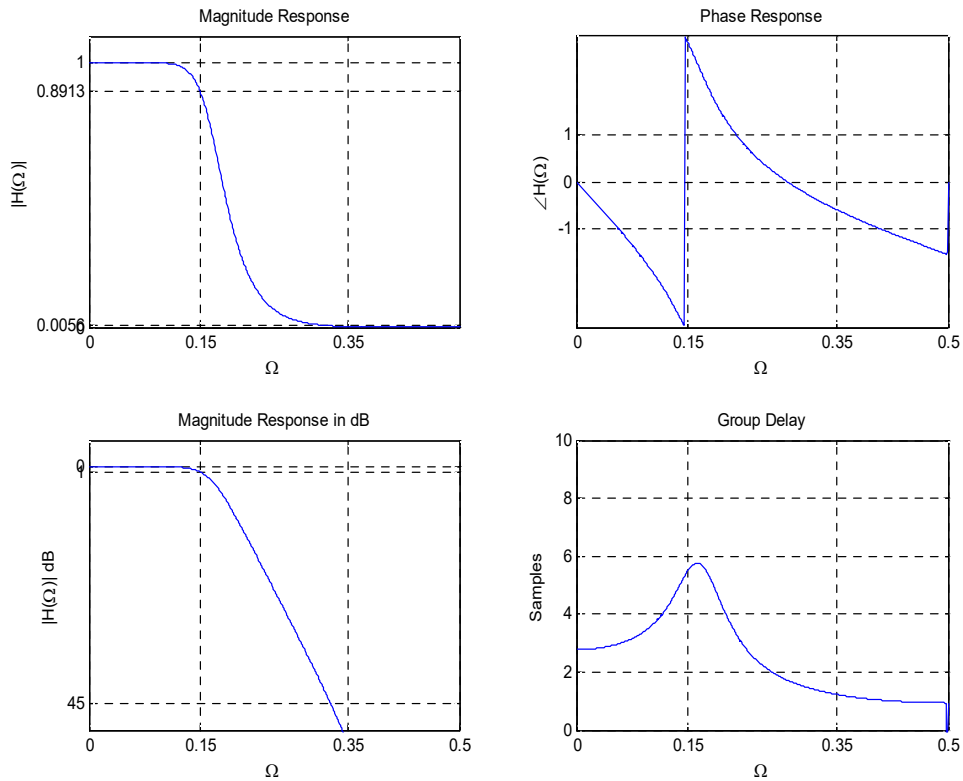 Magnitude Response
1
0.8913
0.0056
0
|H(Ω)|
0
0.15
0.35
0.5
Ω
Phase Response
1
0
-1
∠H(Ω)
0
0.15
0.35
0.5
Ω
Magnitude Response in dB
0
1
45
|H(Ω)| dB
0
0.15
0.35
0.5
Ω
Group Delay
10
8
6
4
2
0
Samples
0
0.15
0.35
0.5
Ω